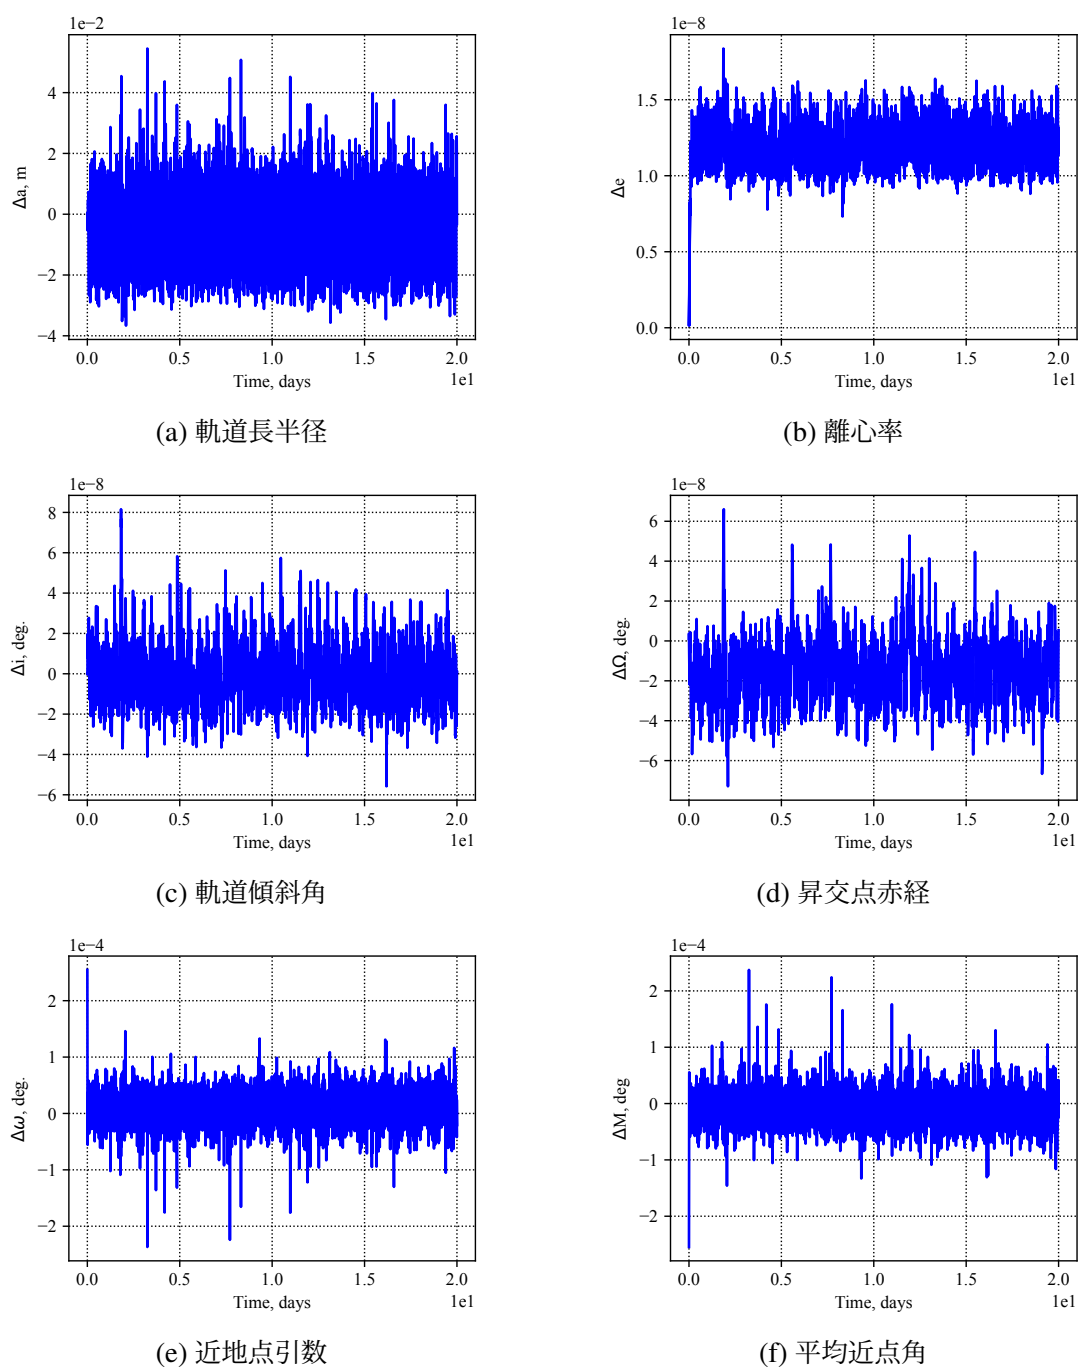 1e−2
Δa, m
4
2
0
−2
−4
0.0 0.5 1.0 1.5 2.0
1e1
Time, days
(a) 軌道長半径
1e−8
Δe
1.5
1.0
0.5
0.0
0.0 0.5 1.0 1.5 2.0
1e1
Time, days
(b) 離心率
1e−8
Δi, deg.
8
6
4
2
0
−2
−4
−6
0.0 0.5 1.0 1.5 2.0
1e1
Time, days
(c) 軌道傾斜角
1e−8
ΔΩ, deg.
6
4
2
0
−2
−4
−6
0.0 0.5 1.0 1.5 2.0
1e1
Time, days
(d) 昇交点赤経
1e−4
Δω, deg.
2
1
0
−1
−2
0.0 0.5 1.0 1.5 2.0
1e1
Time, days
(e) 近地点引数
1e−4
ΔM, deg
2
1
0
−1
−2
0.0 0.5 1.0 1.5 2.0
1e1
Time, days
(f) 平均近点角